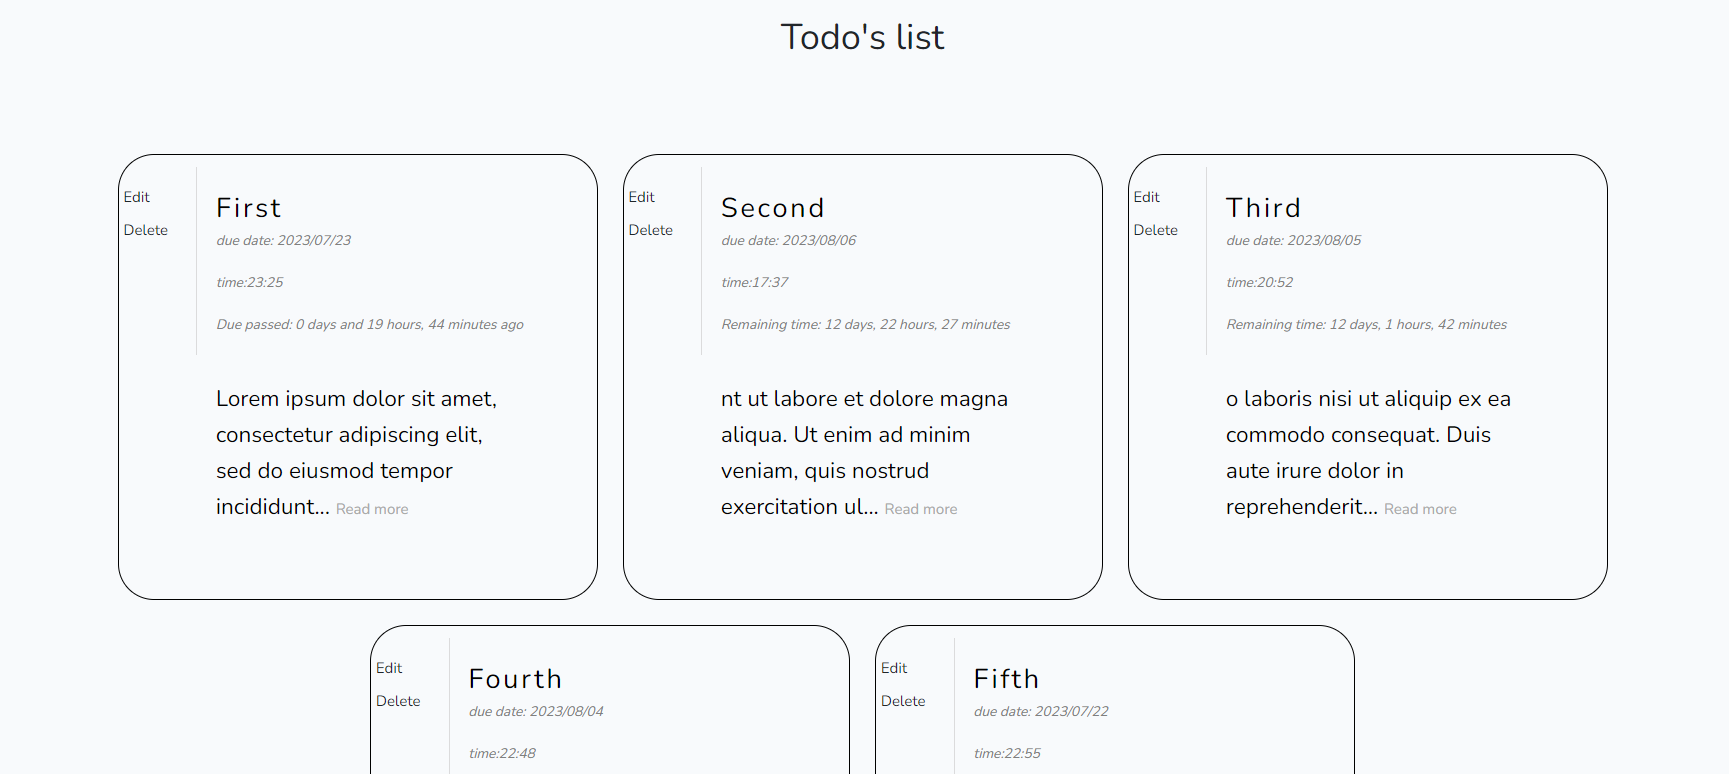 Todo's list
Edit
Delete
First
due date: 2023/07/23
time:23:25
Due passed: 0 days and 19 hours, 44 minutes ago
Lorem ipsum dolor sit amet,
consectetur adipiscing elit,
sed do eiusmod tempor
incididunt... Read more
Edit
Delete
Second
due date: 2023/08/06
time:17:37
Remaining time: 12 days, 22 hours, 27 minutes
nt ut labore et dolore magna
aliqua. Ut enim ad minim
veniam, quis nostrud
exercitation ul... Read more
Edit
Delete
Third
due date: 2023/08/05
time:20:52
Remaining time: 12 days, 1 hours, 42 minutes
o laboris nisi ut aliquip ex ea
commodo consequat. Duis
aute irure dolor in
reprehenderit... Read more
Edit
Delete
Fourth
due date: 2023/08/04
time:22:48
Edit
Delete
Fifth
due date: 2023/07/22
time:22:55